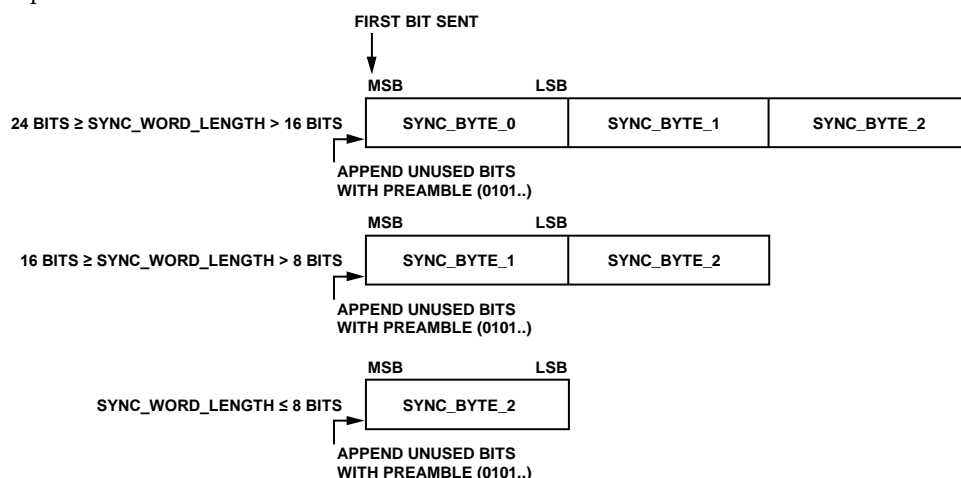 FIRST BIT SENT
MSB LSB
24 BITS ≥ SYNC_WORD_LENGTH > 16 BITS SYNC_BYTE_0 SYNC_BYTE_1 SYNC_BYTE_2
APPEND UNUSED BITS
WITH PREAMBLE (0101..)
MSB LSB
16 BITS ≥ SYNC_WORD_LENGTH > 8 BITS SYNC_BYTE_1 SYNC_BYTE_2
APPEND UNUSED BITS
WITH PREAMBLE (0101..)
MSB LSB
SYNC_WORD_LENGTH ≤ 8 BITS SYNC_BYTE_2
APPEND UNUSED BITS
WITH PREAMBLE (0101..)